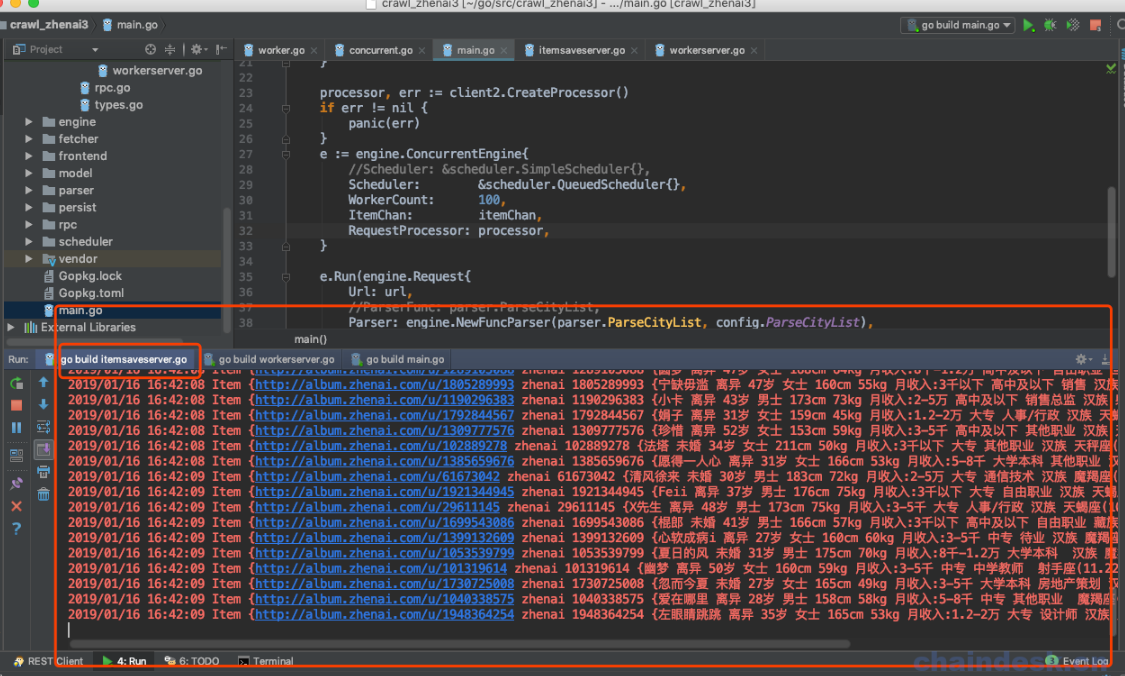 crawl_zhenai3 [~/go/src/crawl_zhenai3] - .../main.go [crawl_zhenai3]
crawl_zhenai3 main.go go build main.go
Project worker.go concurrent.go main.go itemsaveserver.go workerserver.go
workerserver.go
rpc.go
types.go
engine
fetcher
frontend
model
parser
persist
rpc
scheduler
vendor
Gopkg.lock
Gopkg.toml
main.go
External Libraries
21 }
22
23 processor, err := client2.CreateProcessor()
24 if err != nil {
25 panic(err)
26 }
27 e := engine.ConcurrentEngine{
28 //Scheduler: &scheduler.SimpleScheduler{},
29 Scheduler: &scheduler.QueuedScheduler{},
30 WorkerCount: 100,
31 ItemChan: itemChan,
32 RequestProcessor: processor,
33 }
34
35 e.Run(engine.Request{
36 Url: url,
37 //ParserFunc: parser.ParseCityList,
38 Parser: engine.NewFuncParser(parser.ParseCityList, config.ParseCityList),
main()
Run: go build itemsaveserver.go go build workerserver.go go build main.go
2019/01/16 16:42:08 Item {http://album.zhenai.com/u/1805289993 zhenai 1805289993 {宁缺毋滥 离异 47岁 女士 160cm 55kg 月收入:3千以下 高中及以下 销售 汉族
2019/01/16 16:42:08 Item {http://album.zhenai.com/u/1190296383 zhenai 1190296383 {小卡 离异 43岁 男士 173cm 73kg 月收入:2-5万 高中及以下 销售总监 汉族
2019/01/16 16:42:08 Item {http://album.zhenai.com/u/1792844567 zhenai 1792844567 {娟子 离异 31岁 女士 159cm 45kg 月收入:1.2-2万 大专 人事/行政 汉族 天蝎
2019/01/16 16:42:08 Item {http://album.zhenai.com/u/1309777576 zhenai 1309777576 {珍惜 离异 52岁 女士 153cm 59kg 月收入:3-5千 高中及以下 其他职业 汉族
2019/01/16 16:42:08 Item {http://album.zhenai.com/u/102889278 zhenai 102889278 {法塔 未婚 34岁 女士 211cm 50kg 月收入:3千以下 大专 其他职业 汉族 天秤座(
2019/01/16 16:42:08 Item {http://album.zhenai.com/u/1385659676 zhenai 1385659676 {愿得一人心 离异 31岁 女士 166cm 53kg 月收入:5-8千 大学本科 其他职业 汉
2019/01/16 16:42:08 Item {http://album.zhenai.com/u/61673042 zhenai 61673042 {清风徐来 未婚 30岁 男士 183cm 72kg 月收入:2-5万 大专 通信技术 汉族 魔羯座(
2019/01/16 16:42:09 Item {http://album.zhenai.com/u/1921344945 zhenai 1921344945 {Feii 离异 37岁 男士 176cm 75kg 月收入:3千以下 大专 自由职业 汉族 天蝎
2019/01/16 16:42:09 Item {http://album.zhenai.com/u/29611145 zhenai 29611145 {X先生 离异 48岁 男士 173cm 75kg 月收入:3-5千 大专 人事/行政 汉族 天蝎座(10
2019/01/16 16:42:09 Item {http://album.zhenai.com/u/1699543086 zhenai 1699543086 {棍郎 未婚 41岁 男士 166cm 57kg 月收入:3千以下 高中及以下 自由职业 藏族
2019/01/16 16:42:09 Item {http://album.zhenai.com/u/1399132609 zhenai 1399132609 {心软成病i 离异 27岁 女士 160cm 60kg 月收入:3-5千 中专 待业 汉族 魔羯座
2019/01/16 16:42:09 Item {http://album.zhenai.com/u/1053539799 zhenai 1053539799 {夏日的风 未婚 31岁 男士 175cm 70kg 月收入:8千-1.2万 大学本科 汉族
2019/01/16 16:42:09 Item {http://album.zhenai.com/u/101319614 zhenai 101319614 {幽梦 离异 50岁 女士 160cm 59kg 月收入:3-5千 中专 中学教师 射手座(11.22
2019/01/16 16:42:09 Item {http://album.zhenai.com/u/1730725008 zhenai 1730725008 {忽而今夏 未婚 27岁 女士 165cm 49kg 月收入:3-5千 大学本科 房地产策划 汉
2019/01/16 16:42:09 Item {http://album.zhenai.com/u/1040338575 zhenai 1040338575 {爱在哪里 离异 28岁 男士 158cm 58kg 月收入:3-5千 中专 其他职业 魔羯座
2019/01/16 16:42:09 Item {http://album.zhenai.com/u/1948364254 zhenai 1948364254 {左眼睛跳跳 离异 35岁 女士 165cm 53kg 月收入:1.2-2万 大专 设计师 汉族
REST Client 4: Run 6: TODO Terminal 3 Event Log
chaindesk.cn